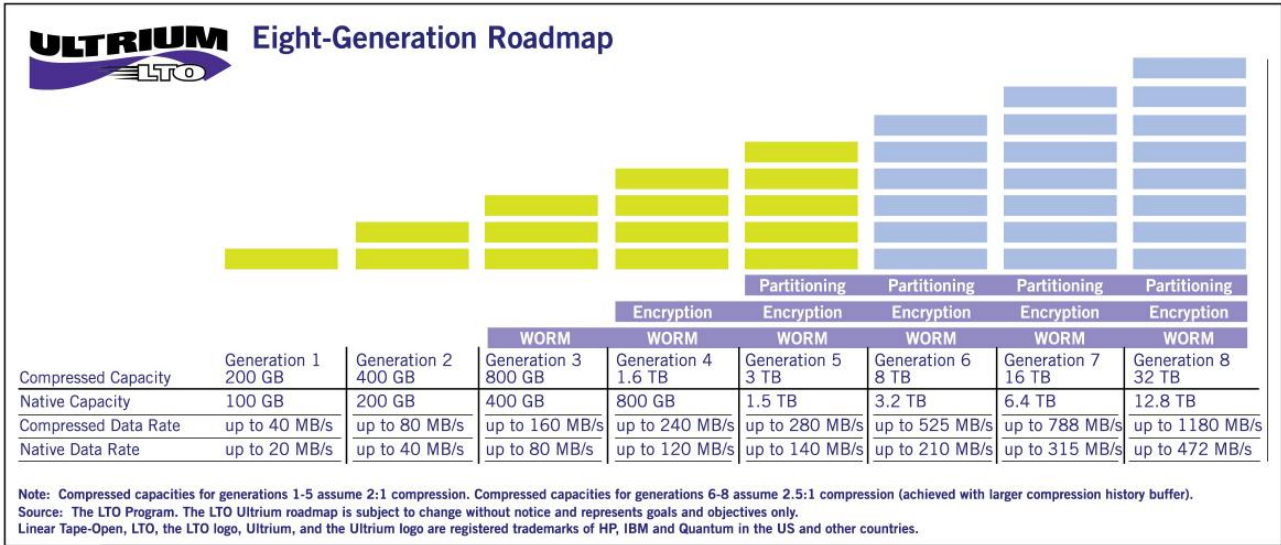 ULTRIUM
LTO
Eight-Generation Roadmap
Partitioning Partitioning Partitioning Partitioning
Encryption Encryption Encryption Encryption Encryption
WORM WORM WORM WORM WORM WORM
Generation 1 Generation 2 Generation 3 Generation 4 Generation 5 Generation 6 Generation 7 Generation 8
Compressed Capacity 200 GB 400 GB 800 GB 1.6 TB 3 TB 8 TB 16 TB 32 TB
Native Capacity 100 GB 200 GB 400 GB 800 GB 1.5 TB 3.2 TB 6.4 TB 12.8 TB
Compressed Data Rate up to 40 MB/s up to 80 MB/s up to 160 MB/s up to 240 MB/s up to 280 MB/s up to 525 MB/s up to 788 MB/s up to 1180 MB/s
Native Data Rate up to 20 MB/s up to 40 MB/s up to 80 MB/s up to 120 MB/s up to 140 MB/s up to 210 MB/s up to 315 MB/s up to 472 MB/s
Note: Compressed capacities for generations 1-5 assume 2:1 compression. Compressed capacities for generations 6-8 assume 2.5:1 compression (achieved with larger compression history buffer).
Source: The LTO Program. The LTO Ultrium roadmap is subject to change without notice and represents goals and objectives only.
Linear Tape-Open, LTO, the LTO logo, Ultrium, and the Ultrium logo are registered trademarks of HP, IBM and Quantum in the US and other countries.